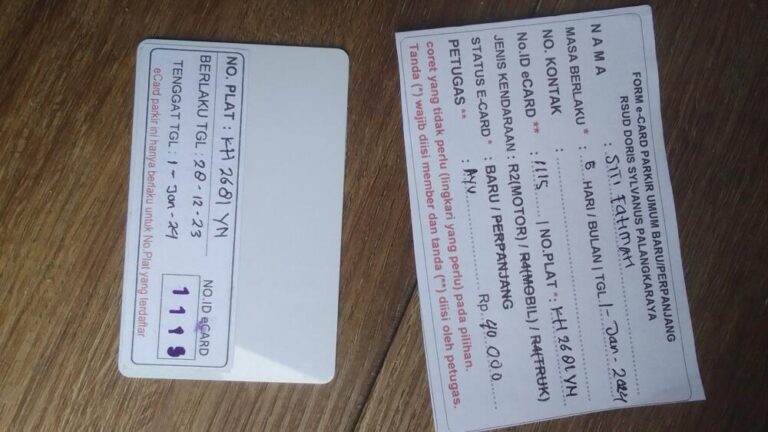 NO. PLAT : KH 2681 YN
BERLAKU TGL : 28-12-23
TENGGAT TGL : 1-Jan-24
NO.ID eCARD
1115
eCard parkir ini hanya berlaku untuk No.Plat yang terdaftar
FORM e-CARD PARKIR UMUM BARU/PERPANJANG
RSUD DORIS SYLVANUS PALANGKARAYA
NAMA : SITI FATIMAH
MASA BERLAKU * : 5 HARI / BULAN | TGL. 1-Jan-2024
NO. KONTAK :
No.ID eCARD ** : 1115 | NO.PLAT * : KH 2681 YN
JENIS KENDARAAN : R2(MOTOR) / R4(MOBIL) / R4(TRUK)
STATUS E-CARD * : BARU / PERPANJANG Rp. 40.000
PETUGAS ** :
coret yang tidak perlu (lingkari yang perlu) pada pilihan.
Tanda (*) wajib diisi member dan tanda (**) diisi oleh petugas.